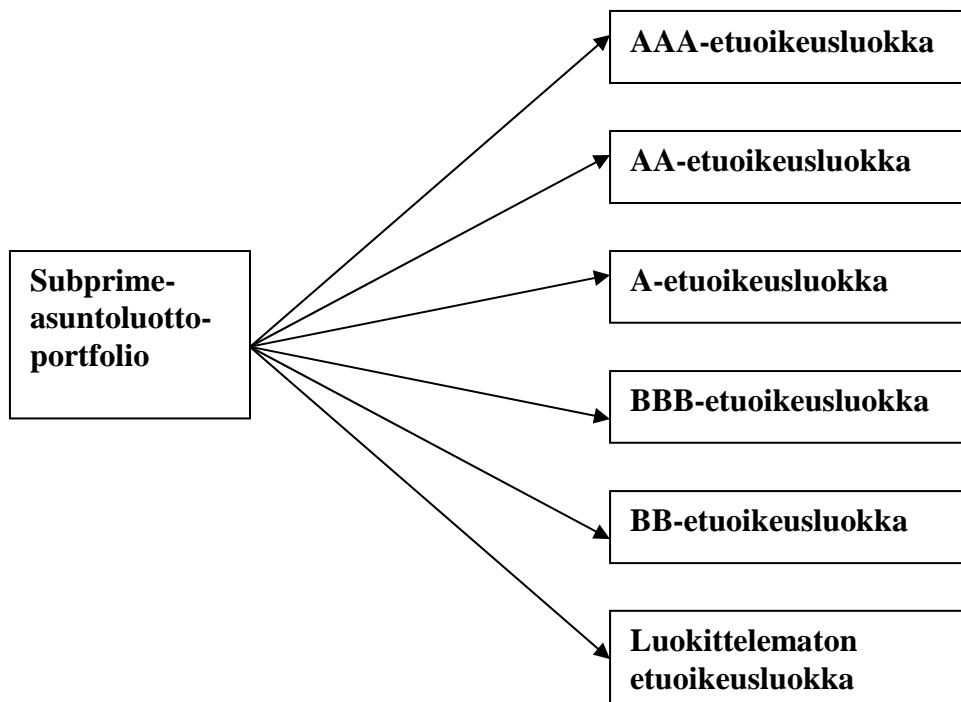 Subprime-
asuntoluotto-
portfolio
AAA-etuoikeusluokka
AA-etuoikeusluokka
A-etuoikeusluokka
BBB-etuoikeusluokka
BB-etuoikeusluokka
Luokittelematon
etuoikeusluokka